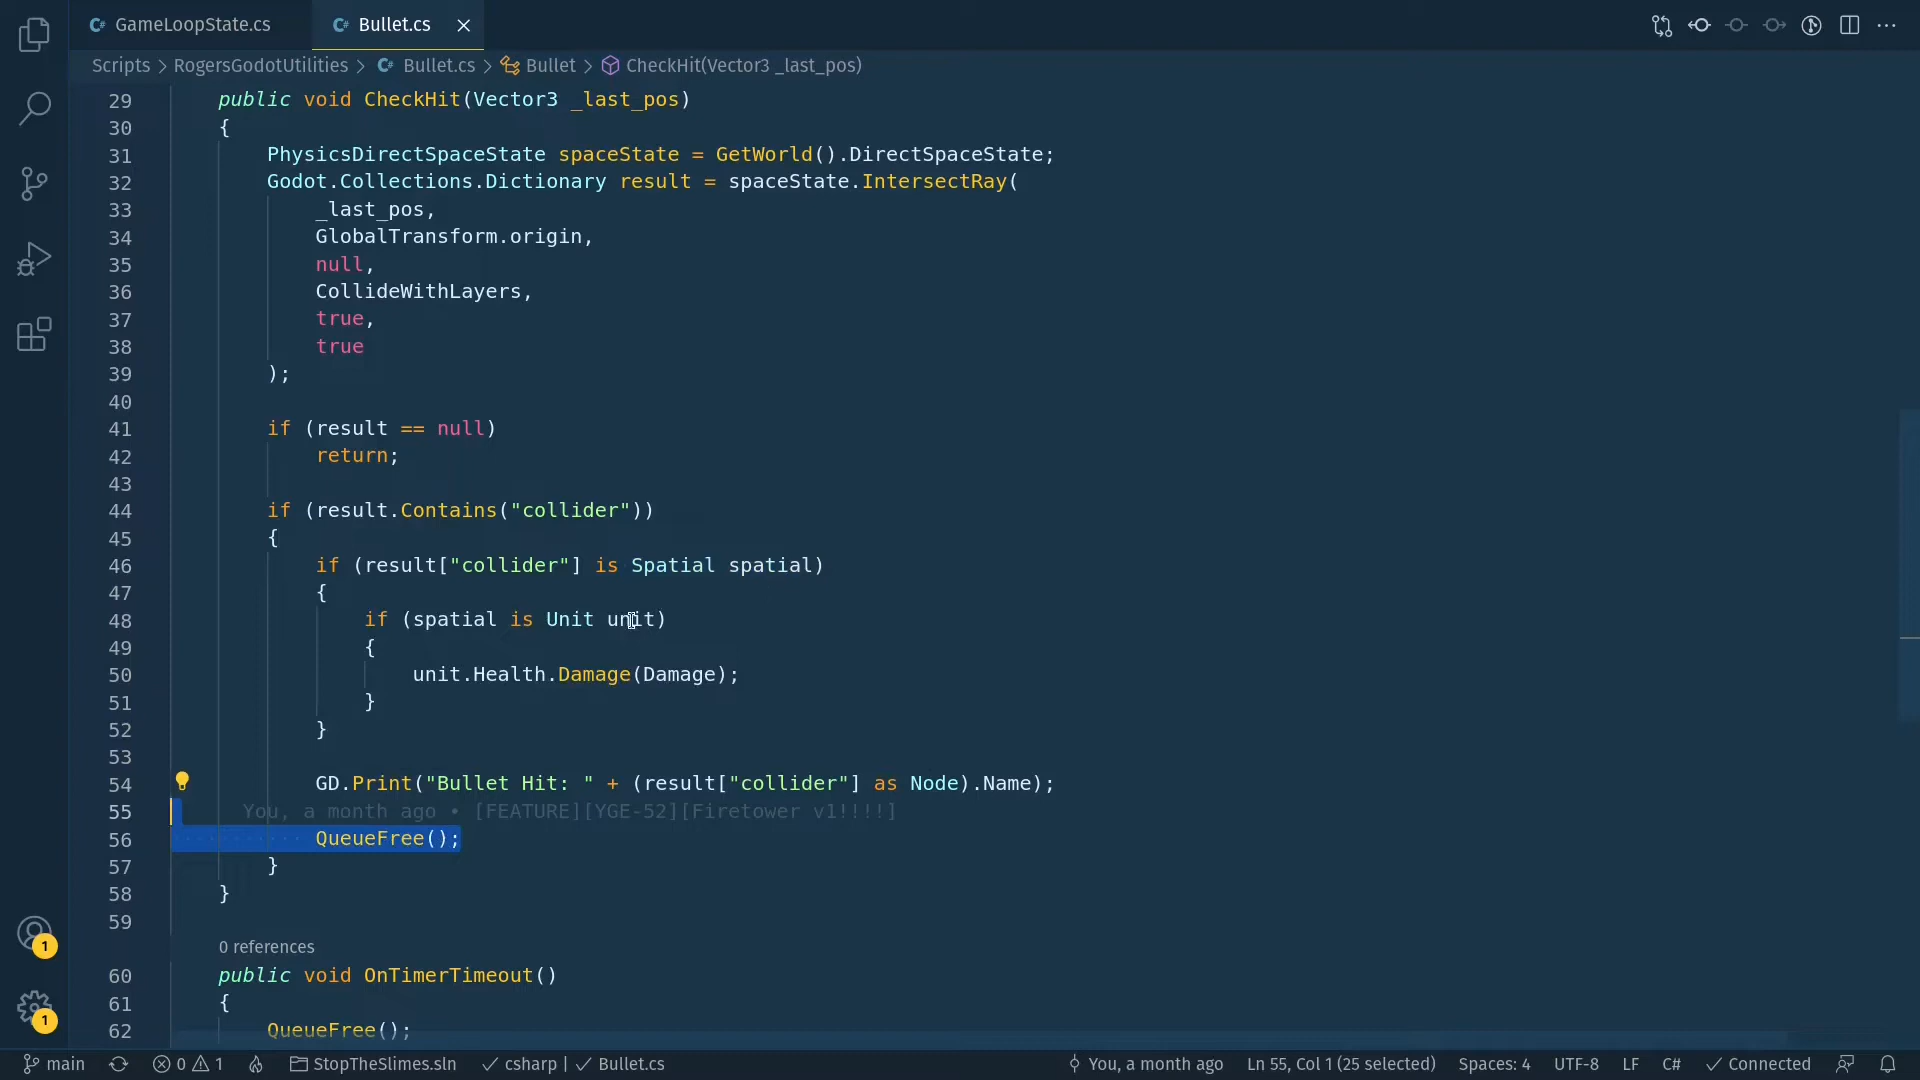 GameLoopState.cs Bullet.cs
Scripts > RogersGodotUtilities > Bullet.cs > Bullet > CheckHit(Vector3 _last_pos)
29 public void CheckHit(Vector3 _last_pos)
30 {
31 PhysicsDirectSpaceState spaceState = GetWorld().DirectSpaceState;
32 Godot.Collections.Dictionary result = spaceState.IntersectRay(
33 _last_pos,
34 GlobalTransform.origin,
35 null,
36 CollideWithLayers,
37 true,
38 true
39 );
40
41 if (result == null)
42 return;
43
44 if (result.Contains("collider"))
45 {
46 if (result["collider"] is Spatial spatial)
47 {
48 if (spatial is Unit unit)
49 {
50 unit.Health.Damage(Damage);
51 }
52 }
53
54 GD.Print("Bullet Hit: " + (result["collider"] as Node).Name);
55 You, a month ago • [FEATURE][YGE-52][Firetower v1!!!!]
56 QueueFree();
57 }
58 }
59
0 references
60 public void OnTimerTimeout()
61 {
62 QueueFree();
1
1
main 0 1 StopTheSlimes.sln csharp | Bullet.cs You, a month ago Ln 55, Col 1 (25 selected) Spaces: 4 UTF-8 LF C# Connected